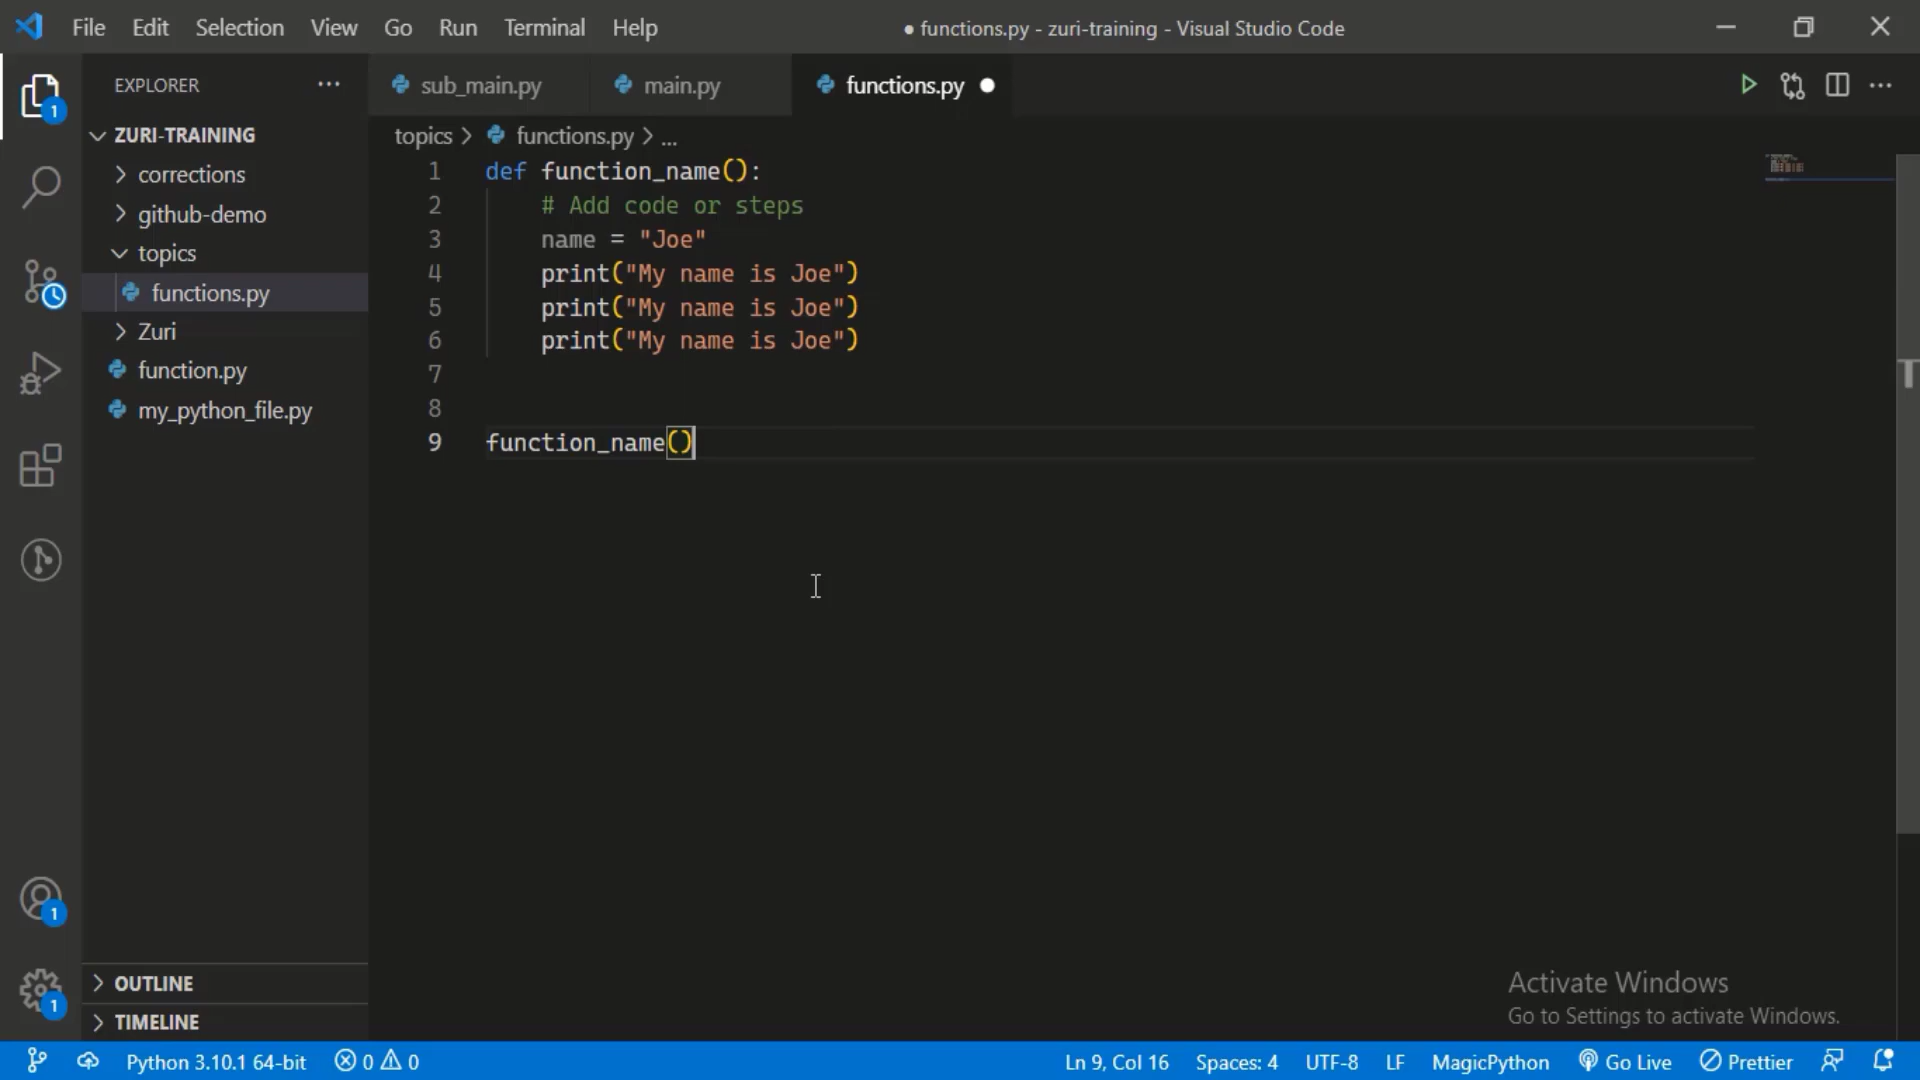 File Edit Selection View Go Run Terminal Help
● functions.py - zuri-training - Visual Studio Code
EXPLORER ···
sub_main.py main.py functions.py ●
ZURI-TRAINING
corrections
github-demo
topics
functions.py
Zuri
function.py
my_python_file.py
OUTLINE
TIMELINE
topics > functions.py > ...
1 def function_name():
2 # Add code or steps
3 name = "Joe"
4 print("My name is Joe")
5 print("My name is Joe")
6 print("My name is Joe")
7
8
9 function_name()
1
1
1
Activate Windows
Go to Settings to activate Windows.
Python 3.10.1 64-bit 0 0 Ln 9, Col 16 Spaces: 4 UTF-8 LF MagicPython Go Live Prettier